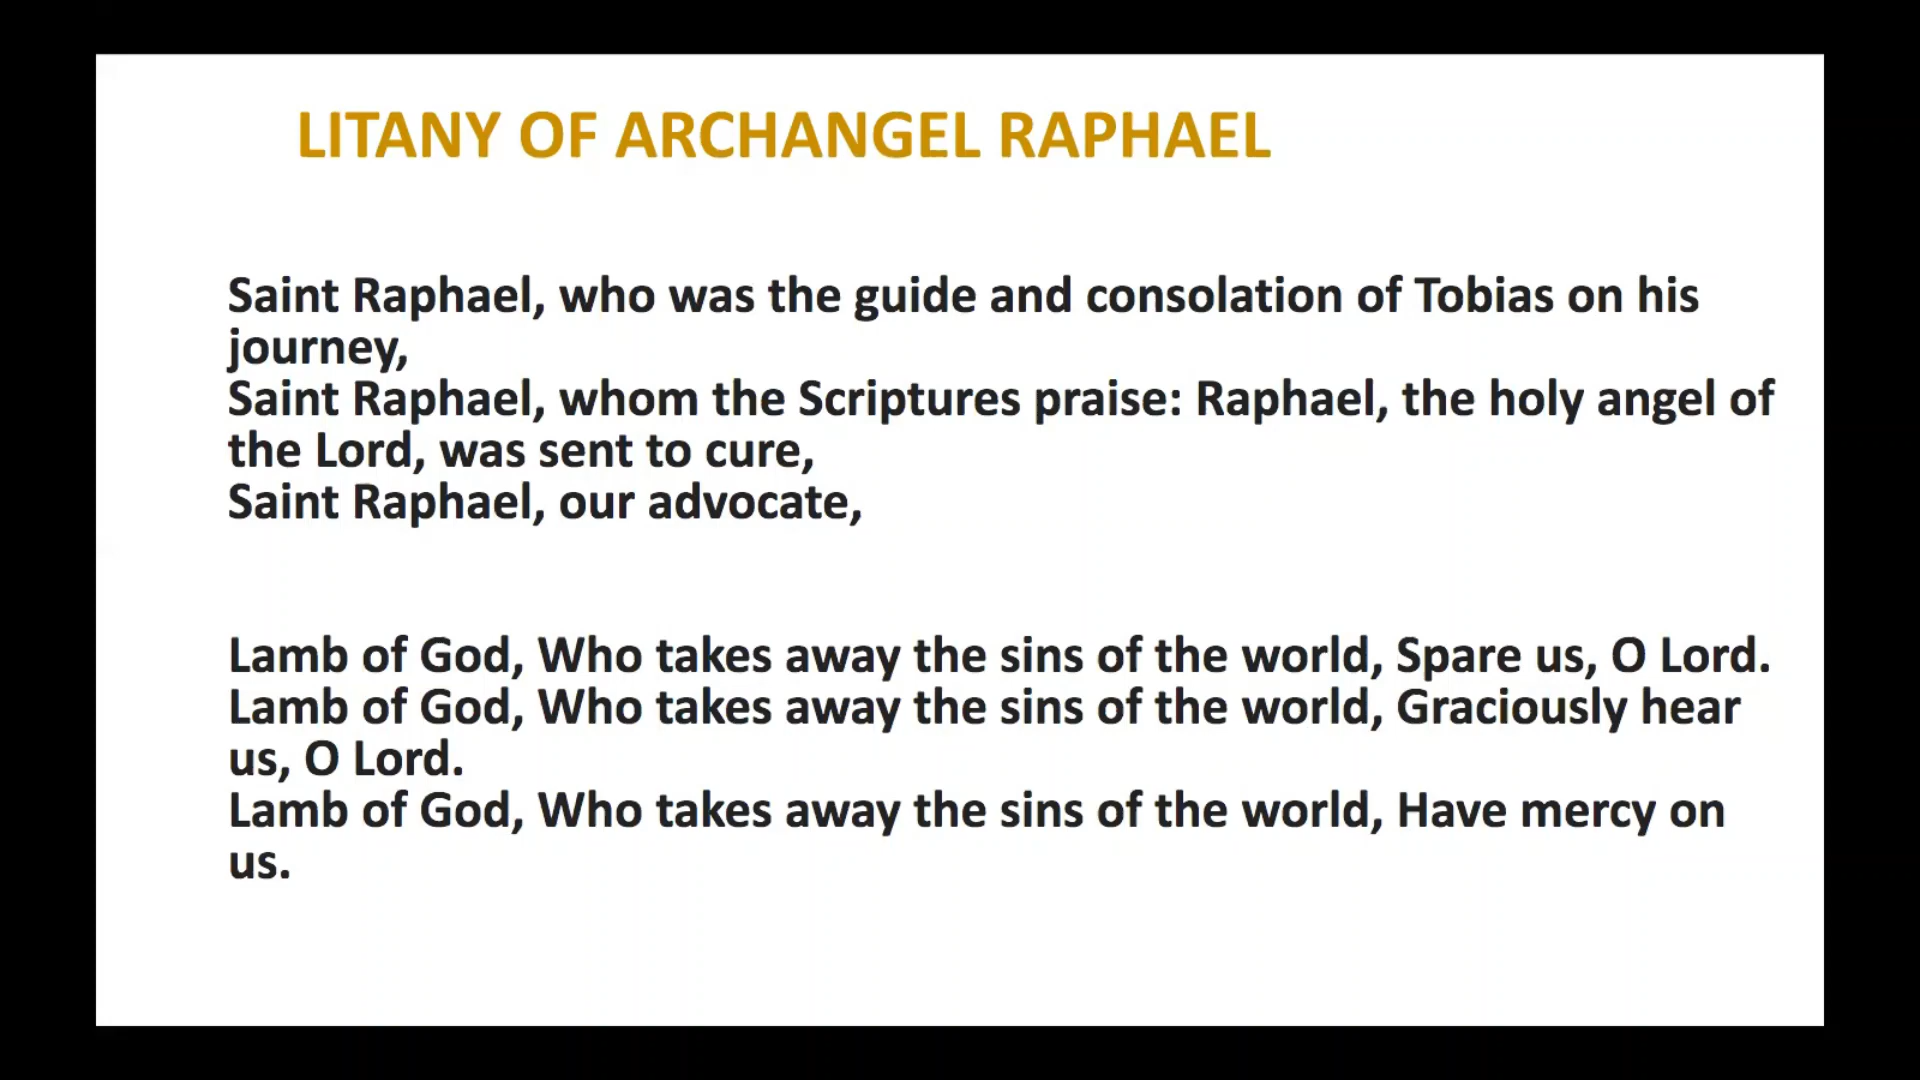 LITANY OF ARCHANGEL RAPHAEL
Saint Raphael, who was the guide and consolation of Tobias on his
journey,
Saint Raphael, whom the Scriptures praise: Raphael, the holy angel of
the Lord, was sent to cure,
Saint Raphael, our advocate,
Lamb of God, Who takes away the sins of the world, Spare us, O Lord.
Lamb of God, Who takes away the sins of the world, Graciously hear
us, O Lord.
Lamb of God, Who takes away the sins of the world, Have mercy on
us.